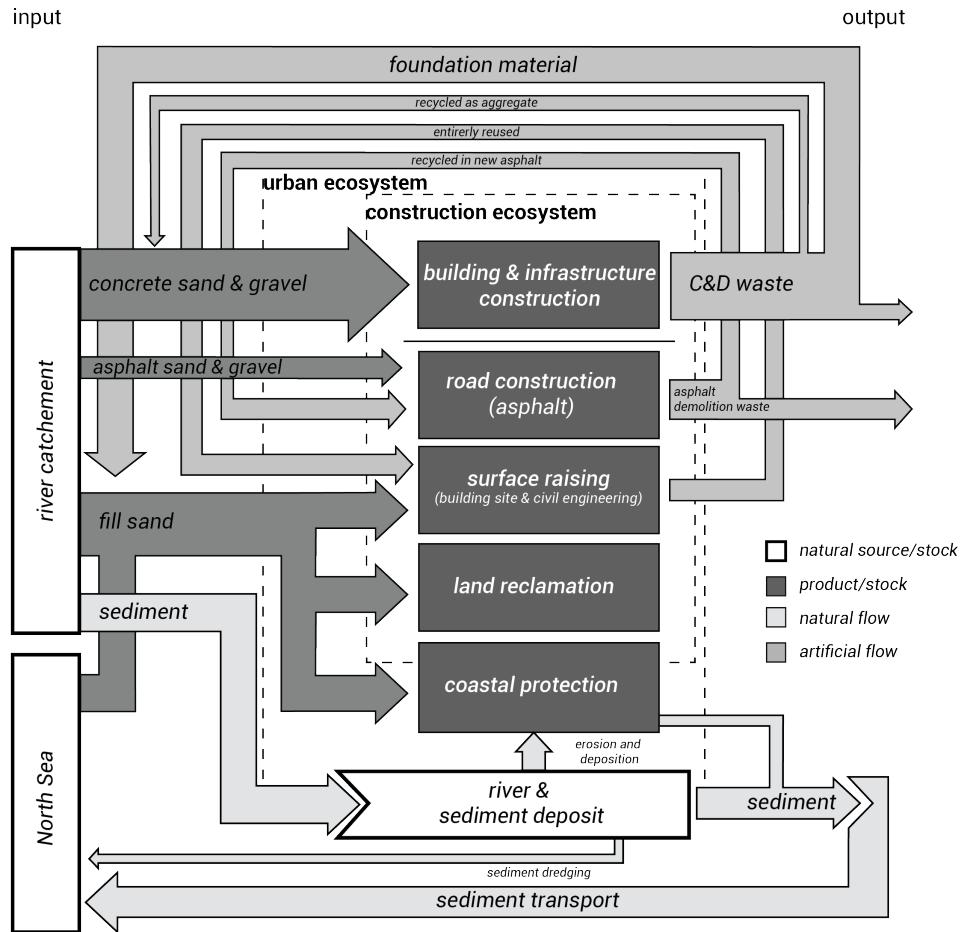 input
output
foundation material
recycled as aggregate
entirerly reused
recycled in new asphalt
urban ecosystem
construction ecosystem
concrete sand & gravel
building & infrastructure
construction
C&D waste
asphalt sand & gravel
road construction
(asphalt)
asphalt
demolition waste
river catchement
surface raising
(building site & civil engineering)
fill sand
natural source/stock
land reclamation
product/stock
sediment
natural flow
artificial flow
coastal protection
erosion and
deposition
North Sea
river &
sediment deposit
sediment
sediment dredging
sediment transport